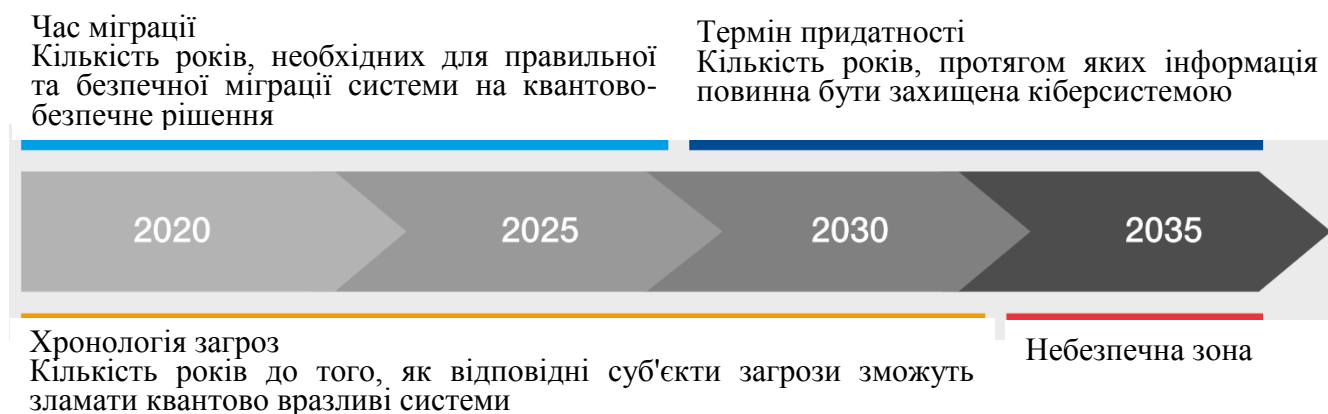 Час міграції
Кількість років, необхідних для правильної
та безпечної міграції системи на квантово-
безпечне рішення
Термін придатності
Кількість років, протягом яких інформація
повинна бути захищена кіберсистемою
2020
2025
2030
2035
Хронологія загроз
Кількість років до того, як відповідні суб'єкти загрози зможуть
зламати квантово вразливі системи
Небезпечна зона